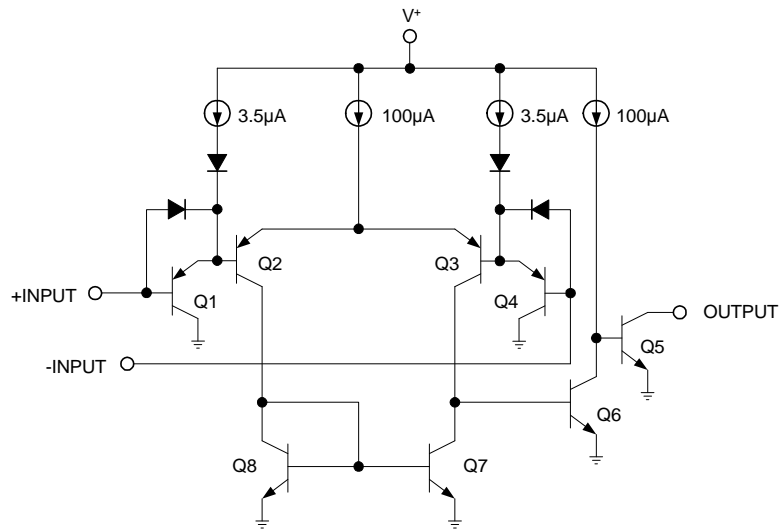 V+
3.5µA
100µA
3.5µA
100µA
Q2
Q3
+INPUT
Q1
Q4
OUTPUT
Q5
-INPUT
Q6
Q8
Q7